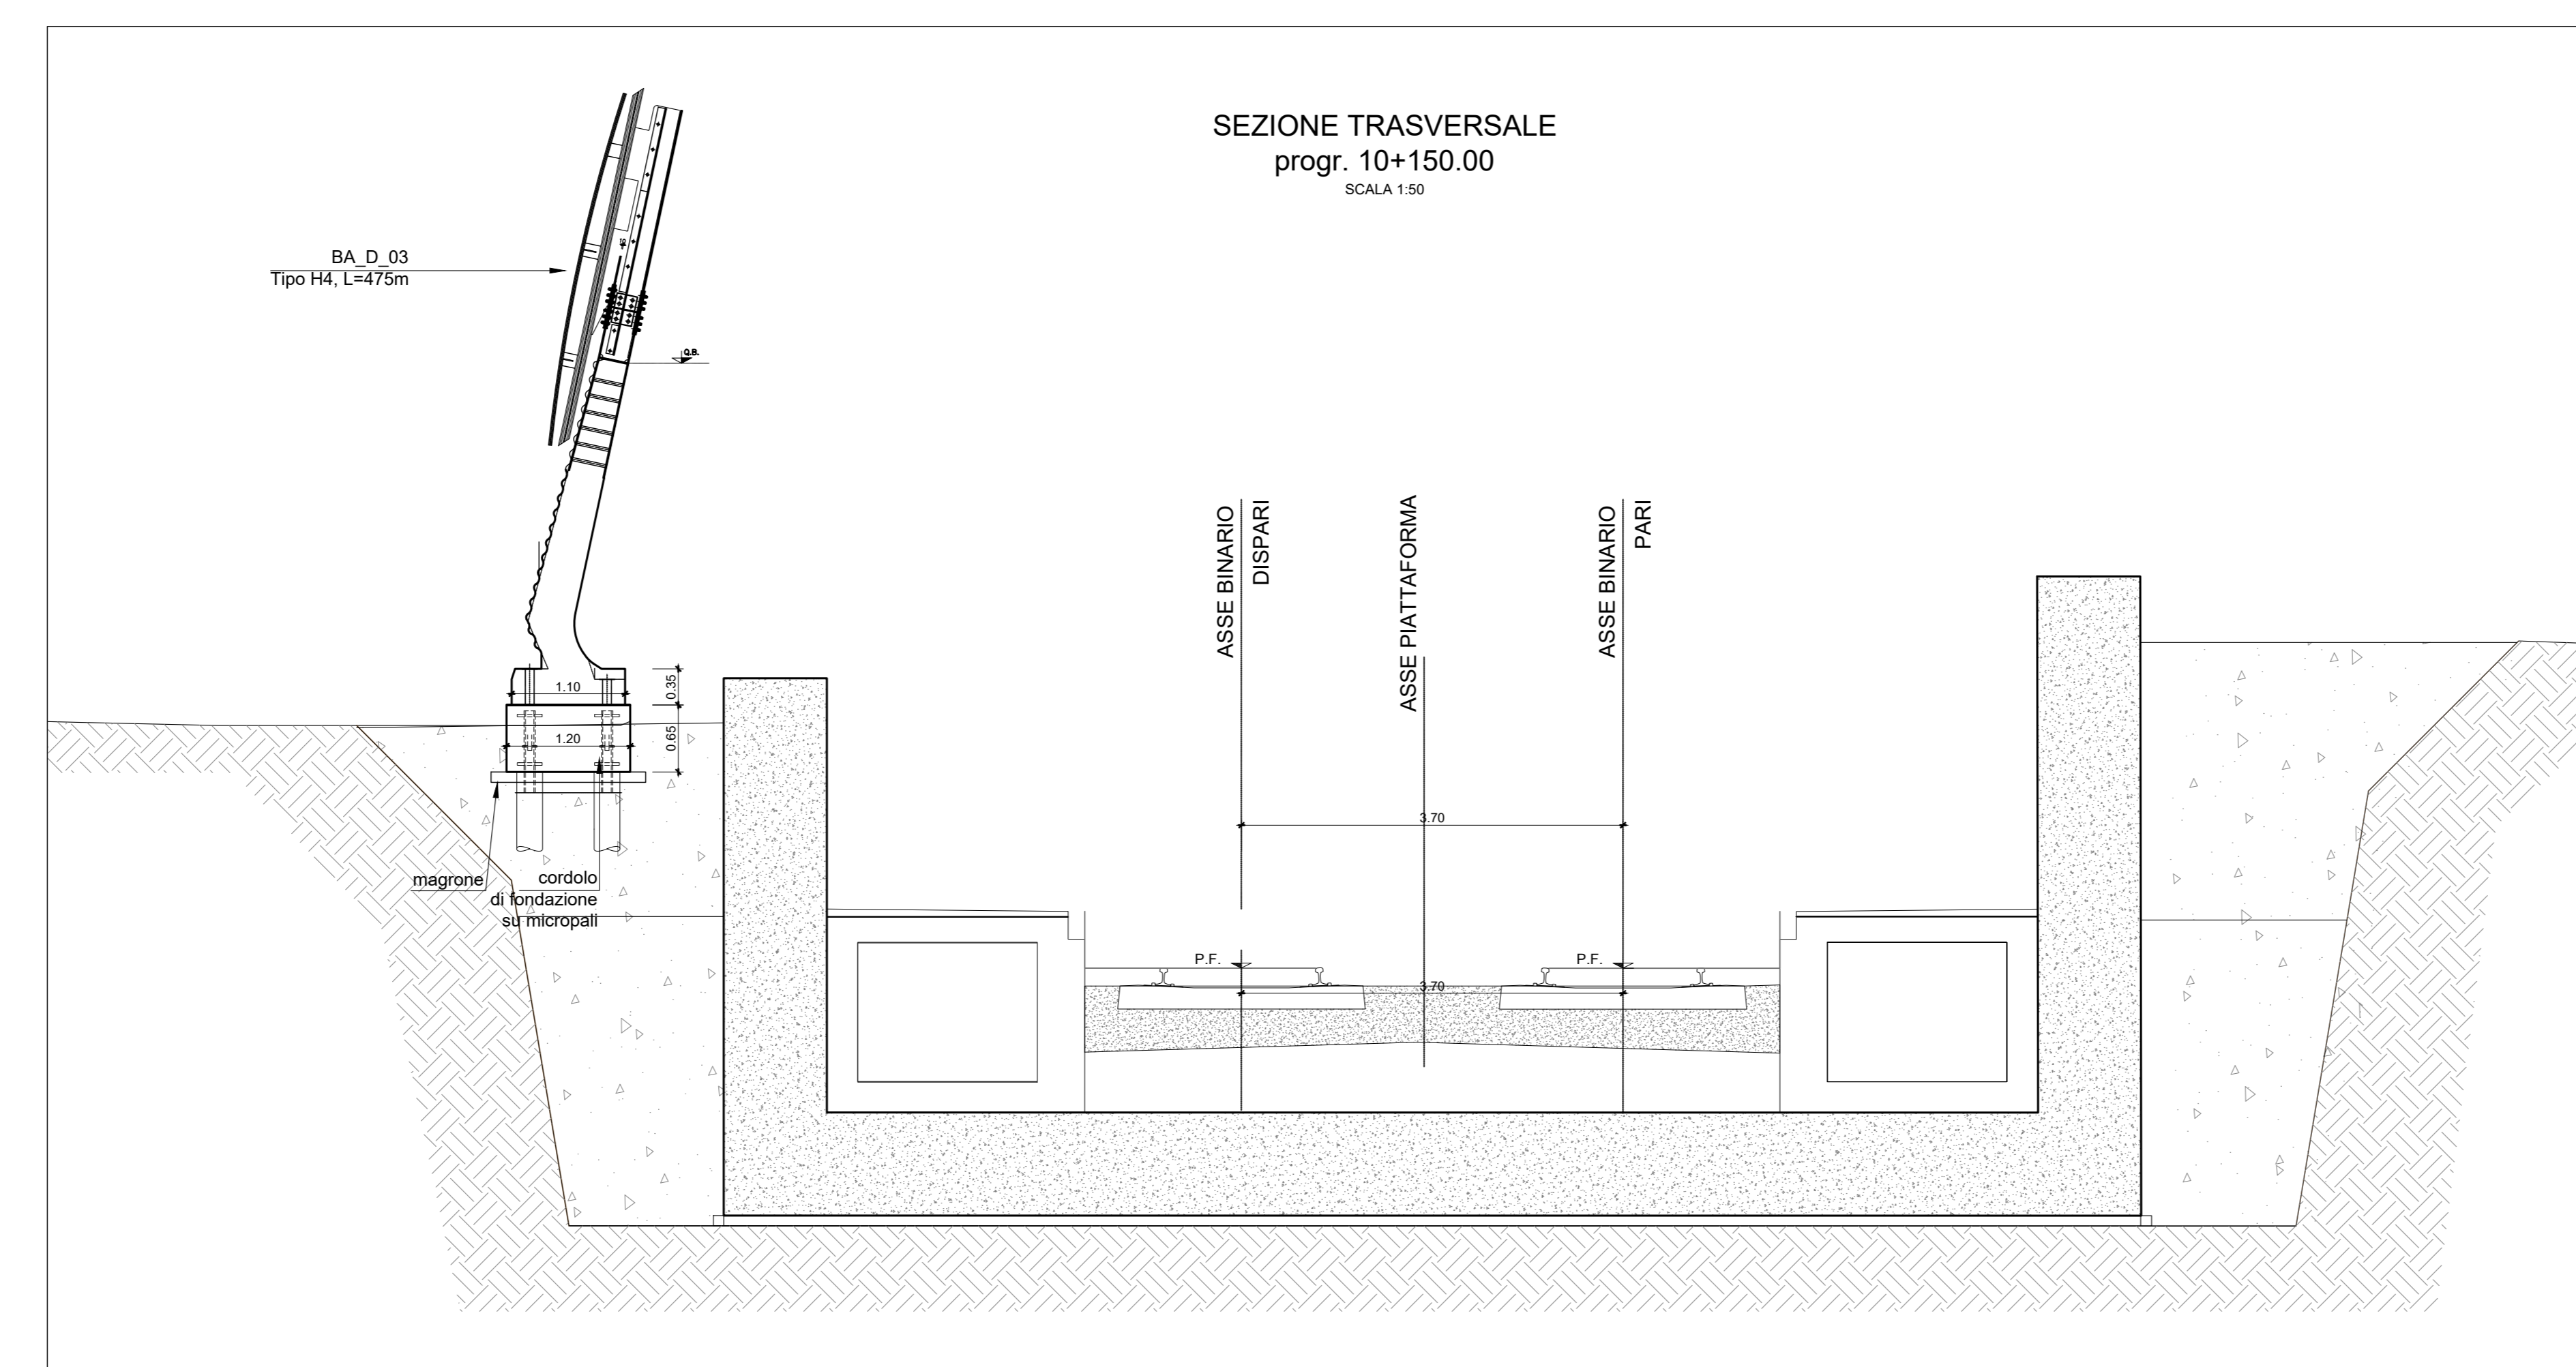 SEZIONE TRASVERSALE
progr. 10+150.00
SCALA 1:50
BA_D_03
Tipo H4, L=475m
Q.B.
ASSE BINARIO
DISPARI
ASSE PIATTAFORMA
ASSE BINARIO
PARI
1.10
0.35
1.20
0.65
3.70
magrone
cordolo
di fondazione
su micropali
P.F.
P.F.
3.70